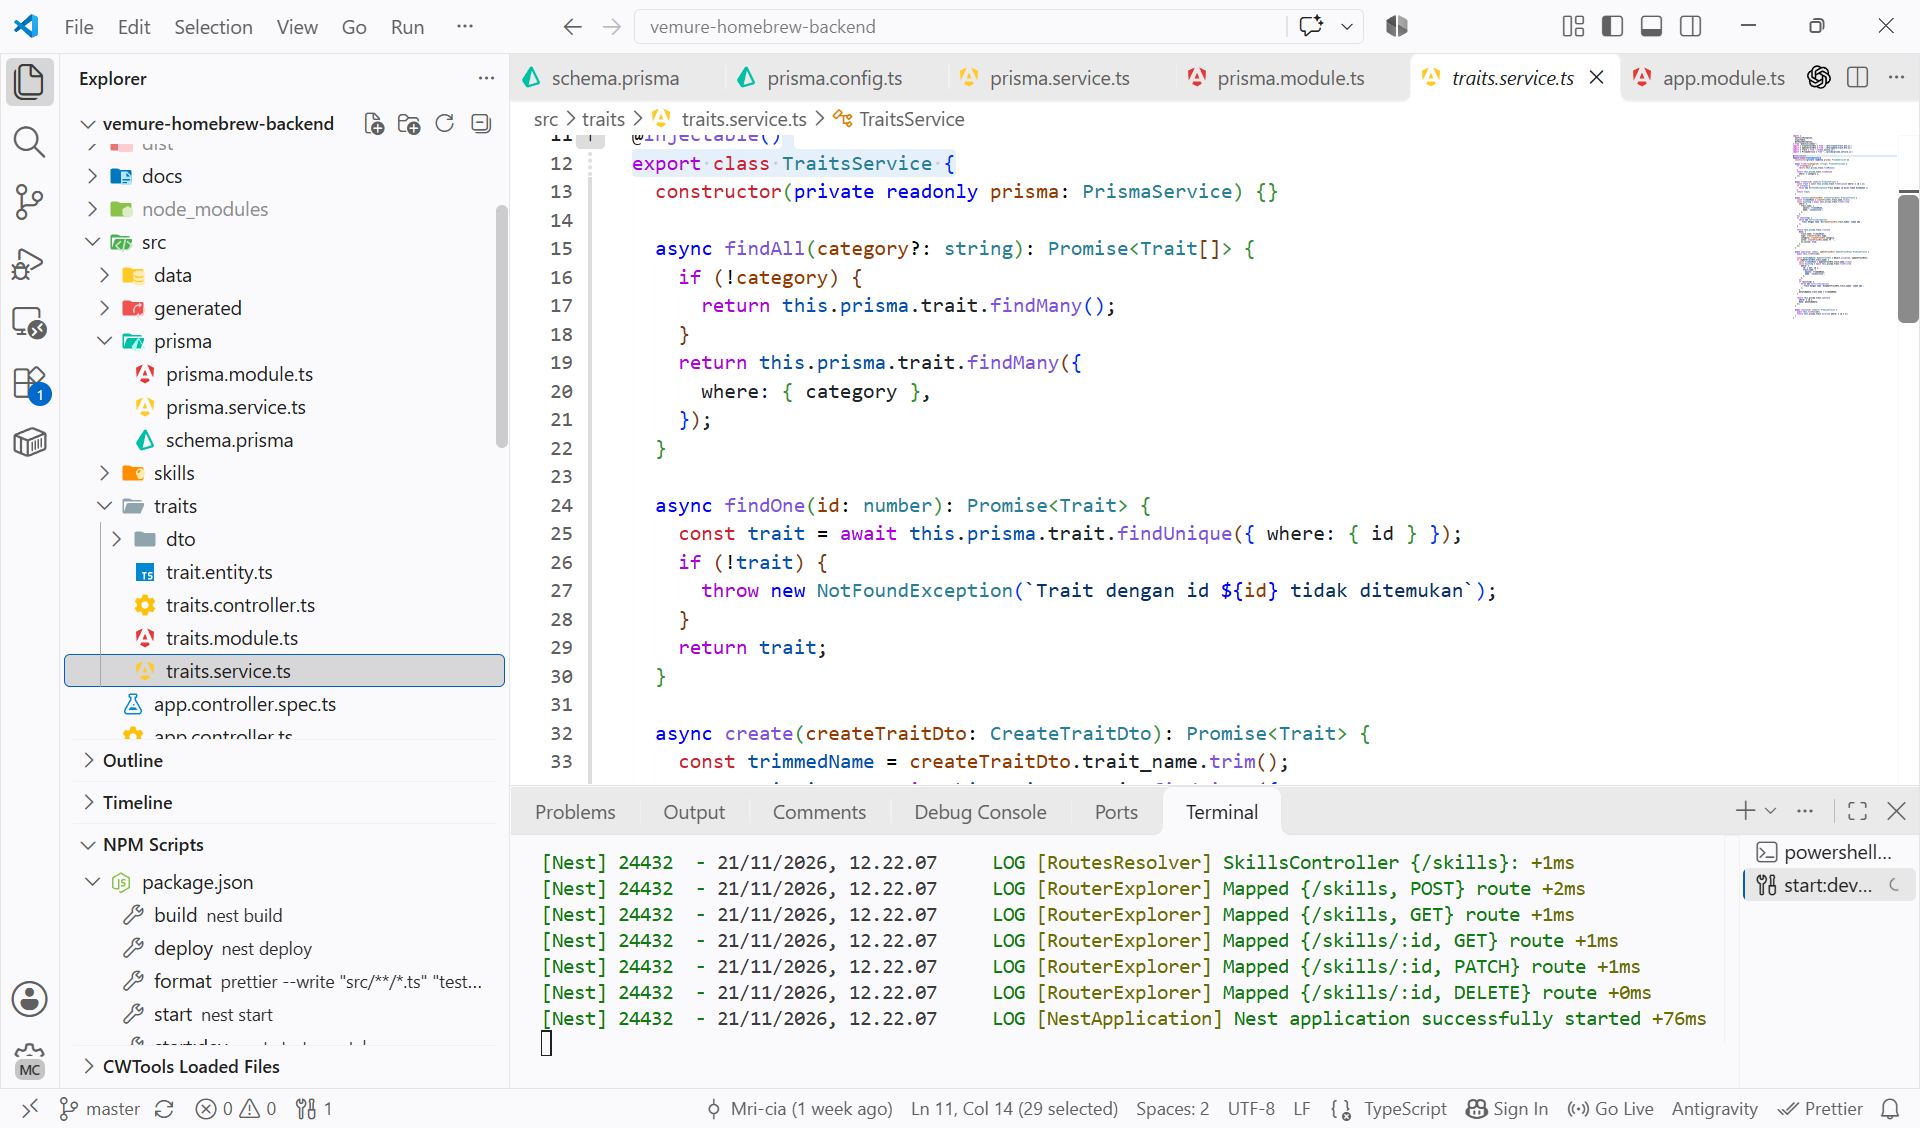 File Edit Selection View Go Run ···
vemure-homebrew-backend
Explorer
vemure-homebrew-backend
dist
docs
node_modules
src
data
generated
prisma
prisma.module.ts
prisma.service.ts
schema.prisma
skills
traits
dto
trait.entity.ts
traits.controller.ts
traits.module.ts
traits.service.ts
app.controller.spec.ts
app.controller.ts
Outline
Timeline
NPM Scripts
package.json
build nest build
deploy nest deploy
format prettier --write "src/**/*.ts" "test...
start nest start
CWTools Loaded Files
1
MC
schema.prisma prisma.config.ts prisma.service.ts prisma.module.ts traits.service.ts app.module.ts
src > traits > traits.service.ts > TraitsService
11 @Injectable()
12 export class TraitsService {
13 constructor(private readonly prisma: PrismaService) {}
14
15 async findAll(category?: string): Promise<Trait[]> {
16 if (!category) {
17 return this.prisma.trait.findMany();
18 }
19 return this.prisma.trait.findMany({
20 where: { category },
21 });
22 }
23
24 async findOne(id: number): Promise<Trait> {
25 const trait = await this.prisma.trait.findUnique({ where: { id } });
26 if (!trait) {
27 throw new NotFoundException(`Trait dengan id ${id} tidak ditemukan`);
28 }
29 return trait;
30 }
31
32 async create(createTraitDto: CreateTraitDto): Promise<Trait> {
33 const trimmedName = createTraitDto.trait_name.trim();
Problems Output Comments Debug Console Ports Terminal
[Nest] 24432 - 21/11/2026, 12.22.07 LOG [RoutesResolver] SkillsController {/skills}: +1ms
[Nest] 24432 - 21/11/2026, 12.22.07 LOG [RouterExplorer] Mapped {/skills, POST} route +2ms
[Nest] 24432 - 21/11/2026, 12.22.07 LOG [RouterExplorer] Mapped {/skills, GET} route +1ms
[Nest] 24432 - 21/11/2026, 12.22.07 LOG [RouterExplorer] Mapped {/skills/:id, GET} route +1ms
[Nest] 24432 - 21/11/2026, 12.22.07 LOG [RouterExplorer] Mapped {/skills/:id, PATCH} route +1ms
[Nest] 24432 - 21/11/2026, 12.22.07 LOG [RouterExplorer] Mapped {/skills/:id, DELETE} route +0ms
[Nest] 24432 - 21/11/2026, 12.22.07 LOG [NestApplication] Nest application successfully started +76ms
powershell...
start:dev...
master 0 0 1 Mri-cia (1 week ago) Ln 11, Col 14 (29 selected) Spaces: 2 UTF-8 LF TypeScript Sign In Go Live Antigravity Prettier